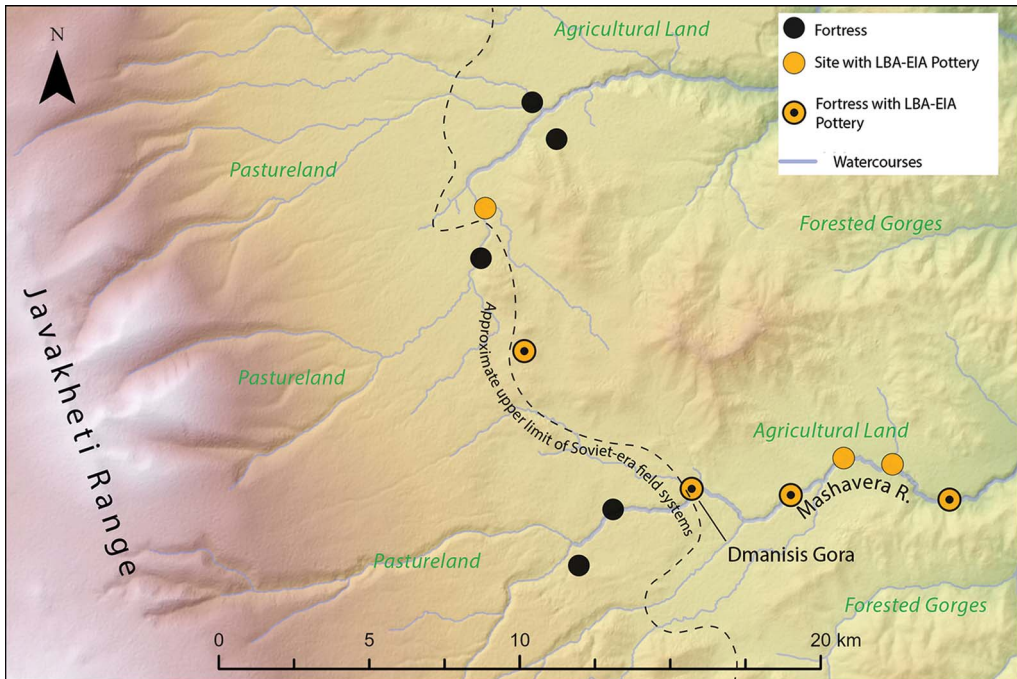 N
Agricultural Land
Fortress
Site with LBA-EIA Pottery
Fortress with LBA-EIA
Pottery
Watercourses
Pastureland
Forested Gorges
Javakheti Range
Approximate upper limit of Soviet-era field systems
Pastureland
Agricultural Land
Mashavera R.
Dmanisis Gora
Pastureland
Forested Gorges
0 5 10 20 km